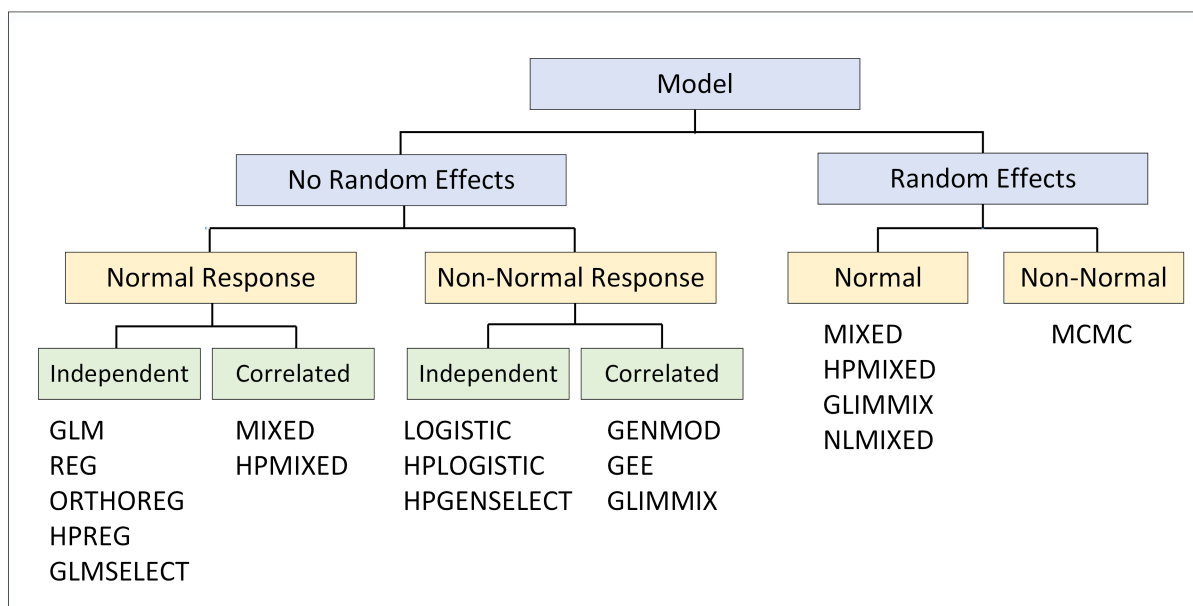 Model
No Random Effects
Random Effects
Normal Response
Non-Normal Response
Normal
Non-Normal
Independent
Correlated
Independent
Correlated
GLM
REG
ORTHOREG
HPREG
GLMSELECT
MIXED
HPMIXED
LOGISTIC
HPLOGISTIC
HPGENSELECT
GENMOD
GEE
GLIMMIX
MIXED
HPMIXED
GLIMMIX
NLMIXED
MCMC